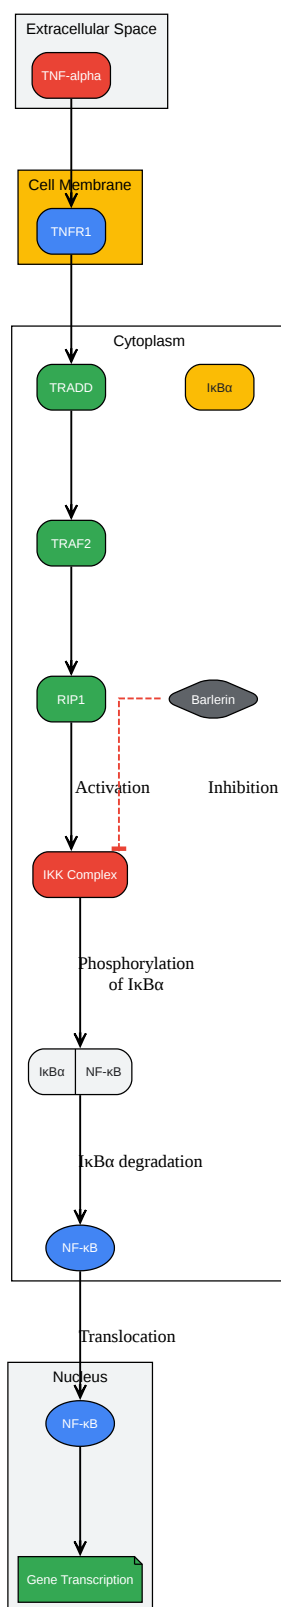 Extracellular Space
TNF-alpha
Cell Membrane
TNFR1
Cytoplasm
TRADD
IκBα
TRAF2
RIP1
Barlerin
Activation
Inhibition
IKK Complex
Phosphorylation
of IκBα
IκBα
NF-κB
IκBα degradation
NF-κB
Translocation
Nucleus
NF-κB
Gene Transcription